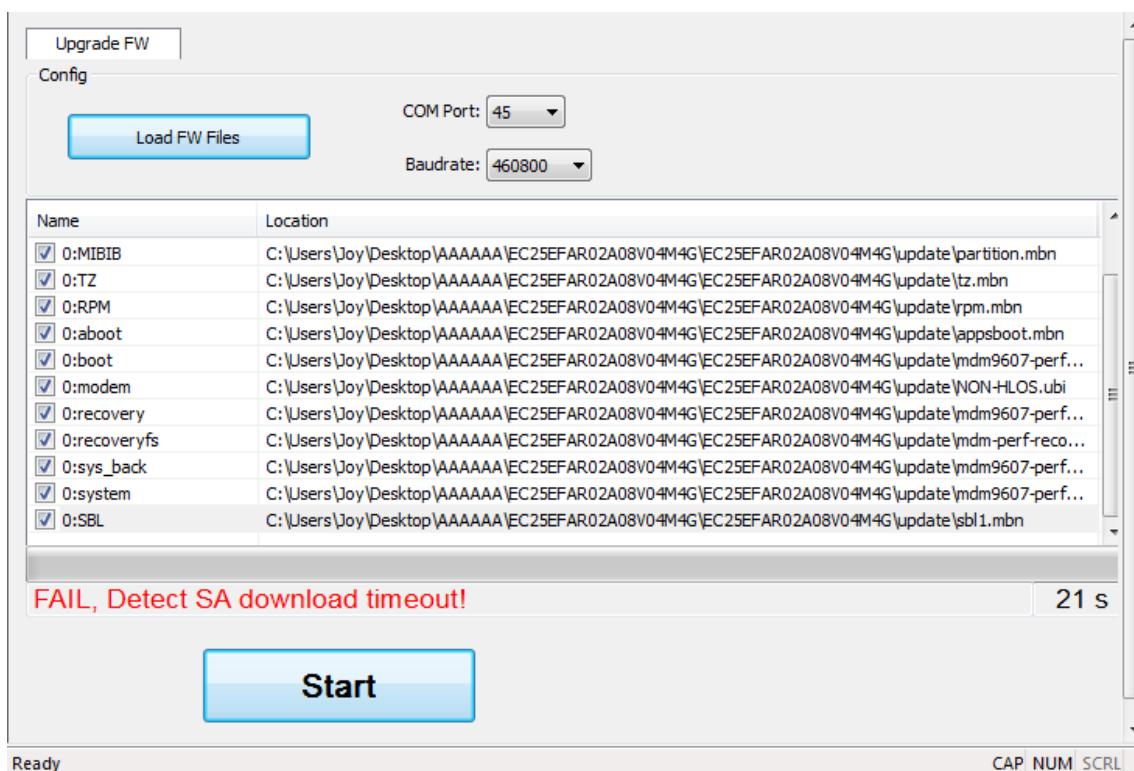 Upgrade FW
Config
Load FW Files
COM Port: 45
Baudrate: 460800
Name Location
0:MIBIB C:\Users\Joy\Desktop\AAAAAA\EC25EFAR02A08V04M4G\EC25EFAR02A08V04M4G\update\partition.mbn
0:TZ C:\Users\Joy\Desktop\AAAAAA\EC25EFAR02A08V04M4G\EC25EFAR02A08V04M4G\update\tz.mbn
0:RPM C:\Users\Joy\Desktop\AAAAAA\EC25EFAR02A08V04M4G\EC25EFAR02A08V04M4G\update\rpm.mbn
0:aboot C:\Users\Joy\Desktop\AAAAAA\EC25EFAR02A08V04M4G\EC25EFAR02A08V04M4G\update\appsboot.mbn
0:boot C:\Users\Joy\Desktop\AAAAAA\EC25EFAR02A08V04M4G\EC25EFAR02A08V04M4G\update\mdm9607-perf...
0:modem C:\Users\Joy\Desktop\AAAAAA\EC25EFAR02A08V04M4G\EC25EFAR02A08V04M4G\update\NON-HLOS.ubi
0:recovery C:\Users\Joy\Desktop\AAAAAA\EC25EFAR02A08V04M4G\EC25EFAR02A08V04M4G\update\mdm9607-perf...
0:recoveryfs C:\Users\Joy\Desktop\AAAAAA\EC25EFAR02A08V04M4G\EC25EFAR02A08V04M4G\update\mdm-perf-reco...
0:sys_back C:\Users\Joy\Desktop\AAAAAA\EC25EFAR02A08V04M4G\EC25EFAR02A08V04M4G\update\mdm9607-perf...
0:system C:\Users\Joy\Desktop\AAAAAA\EC25EFAR02A08V04M4G\EC25EFAR02A08V04M4G\update\mdm9607-perf...
0:SBL C:\Users\Joy\Desktop\AAAAAA\EC25EFAR02A08V04M4G\EC25EFAR02A08V04M4G\update\sbl1.mbn
FAIL, Detect SA download timeout! 21 s
Start
Ready CAP NUM SCRL